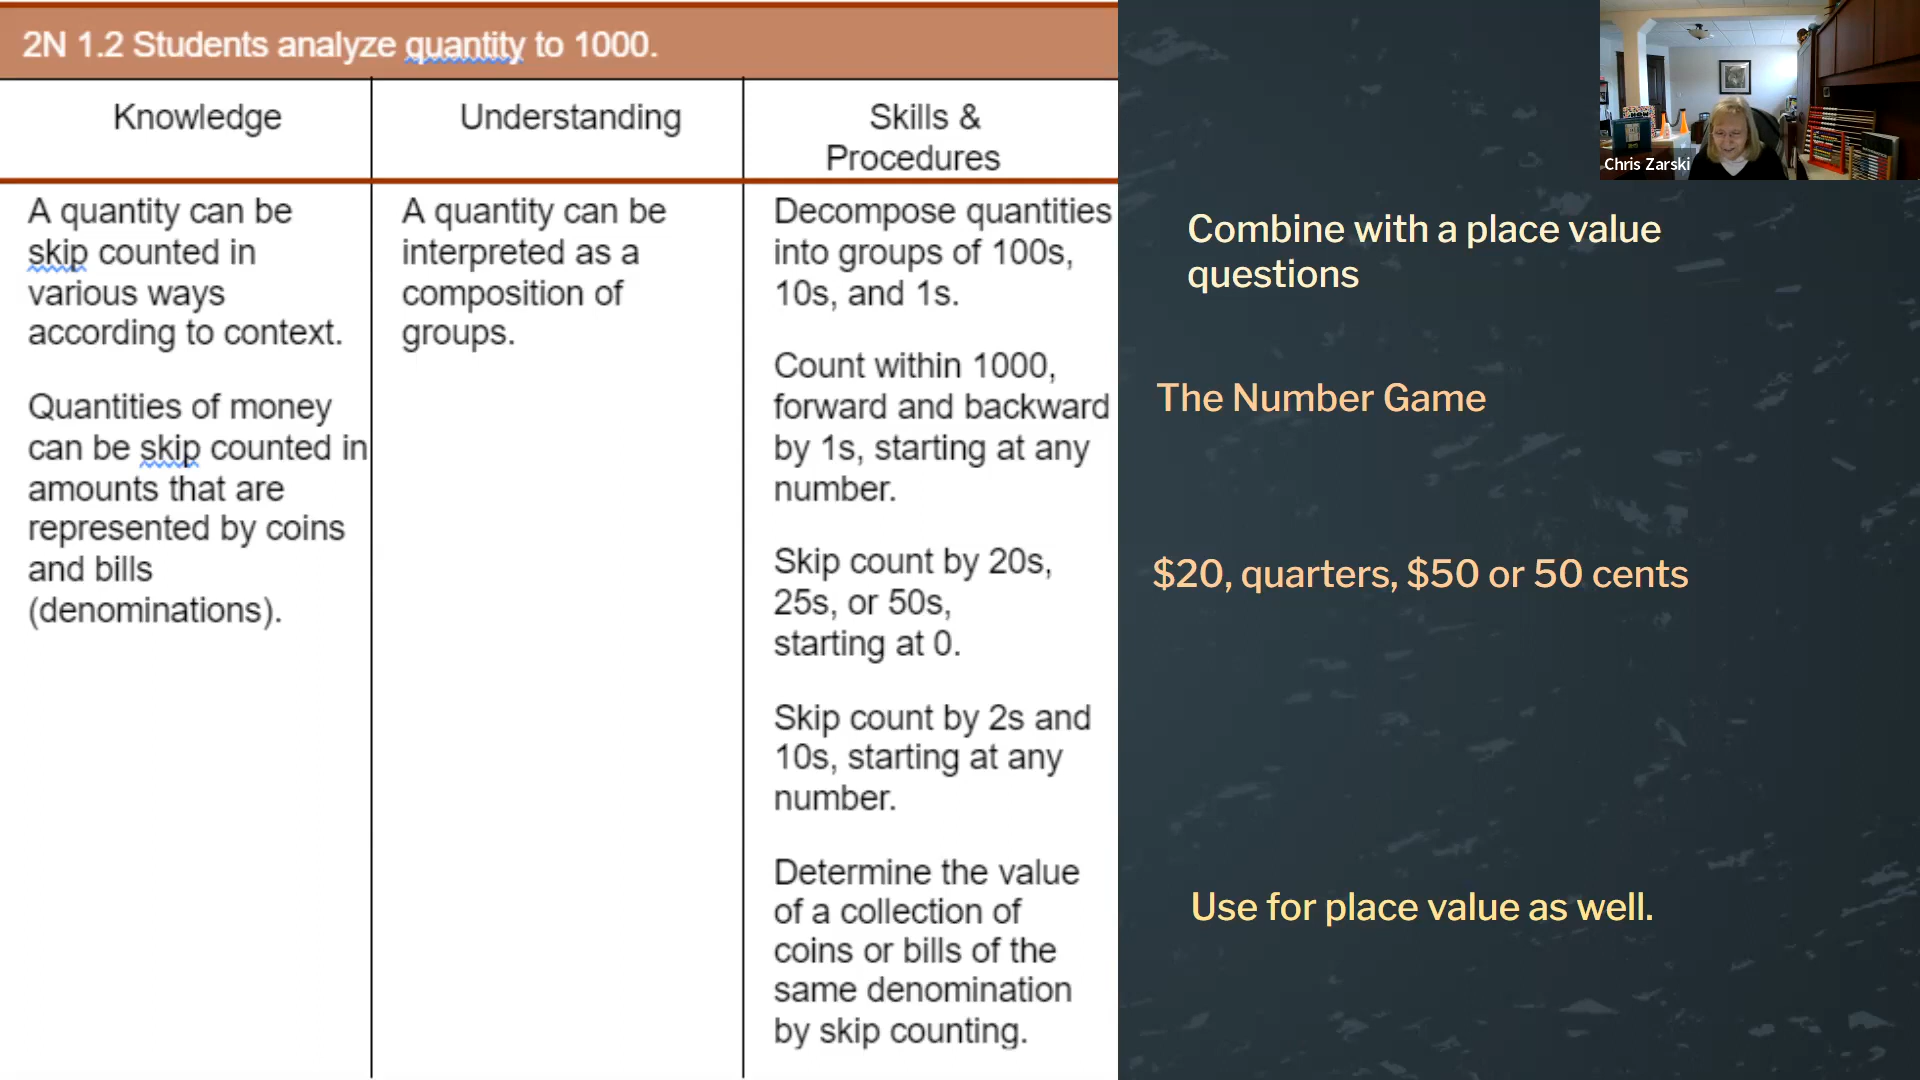 2N 1.2 Students analyze quantity to 1000.
Knowledge
Understanding
Skills &
Procedures
A quantity can be
skip counted in
various ways
according to context.
Quantities of money
can be skip counted in
amounts that are
represented by coins
and bills
(denominations).
A quantity can be
interpreted as a
composition of
groups.
Decompose quantities
into groups of 100s,
10s, and 1s.
Count within 1000,
forward and backward
by 1s, starting at any
number.
Skip count by 20s,
25s, or 50s,
starting at 0.
Skip count by 2s and
10s, starting at any
number.
Determine the value
of a collection of
coins or bills of the
same denomination
by skip counting.
Chris Zarski
Combine with a place value
questions
The Number Game
$20, quarters, $50 or 50 cents
Use for place value as well.